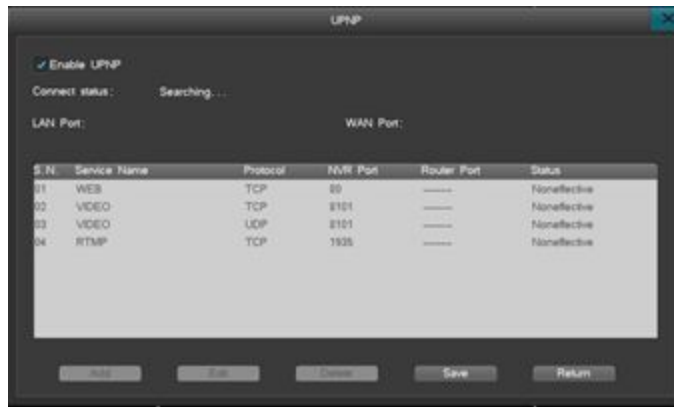 UPNP
Enable UPNP
Connect status: Searching...
LAN Port: WAN Port:
S.N. Service Name Protocol NVR Port Router Port Status
01 WEB TCP 80 ------- Noneffective
02 VIDEO TCP 8101 ------- Noneffective
03 VIDEO UDP 8101 ------- Noneffective
04 RTMP TCP 1935 ------- Noneffective
Add Edit Delete Save Return